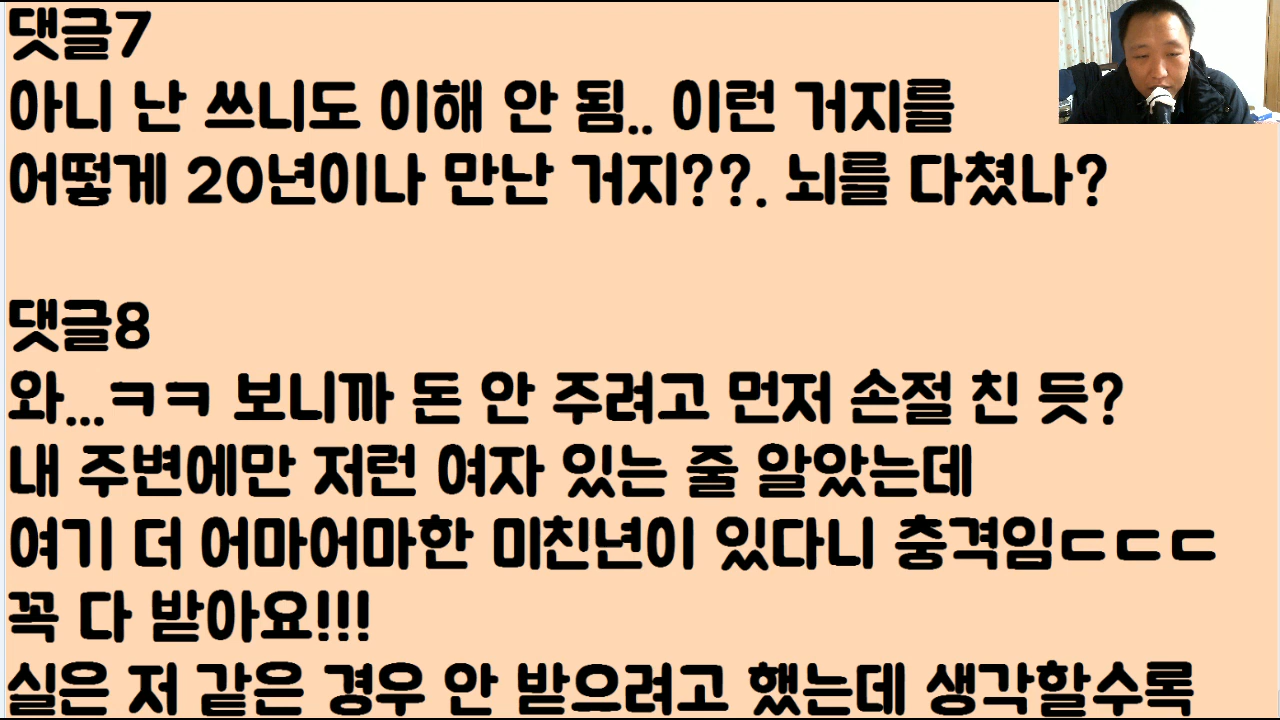 댓글7
아니 난 쓰니도 이해 안 됨.. 이런 거지를
어떻게 20년이나 만난 거지??. 뇌를 다쳤나?
댓글8
와...ㅋㅋ 보니까 돈 안 주려고 먼저 손절 친 듯?
내 주변에만 저런 여자 있는 줄 알았는데
여기 더 어마어마한 미친년이 있다니 충격임ㄷㄷㄷ
꼭 다 받아요!!!
실은 저 같은 경우 안 받으려고 했는데 생각할수록